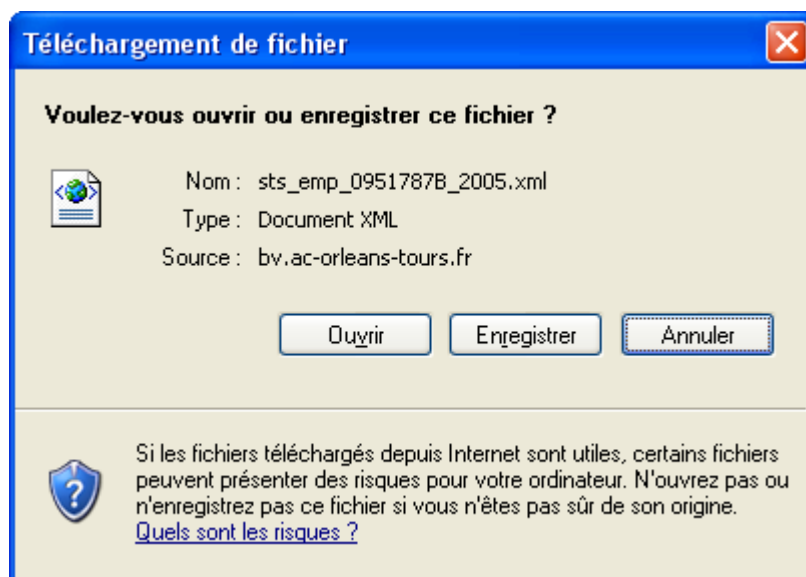 Téléchargement de fichier
Voulez-vous ouvrir ou enregistrer ce fichier ?
Nom : sts_emp_0951787B_2005.xml
Type : Document XML
Source : bv.ac-orleans-tours.fr
Ouvrir Enregistrer Annuler
Si les fichiers téléchargés depuis Internet sont utiles, certains fichiers
peuvent présenter des risques pour votre ordinateur. N'ouvrez pas ou
n'enregistrez pas ce fichier si vous n'êtes pas sûr de son origine.
Quels sont les risques ?